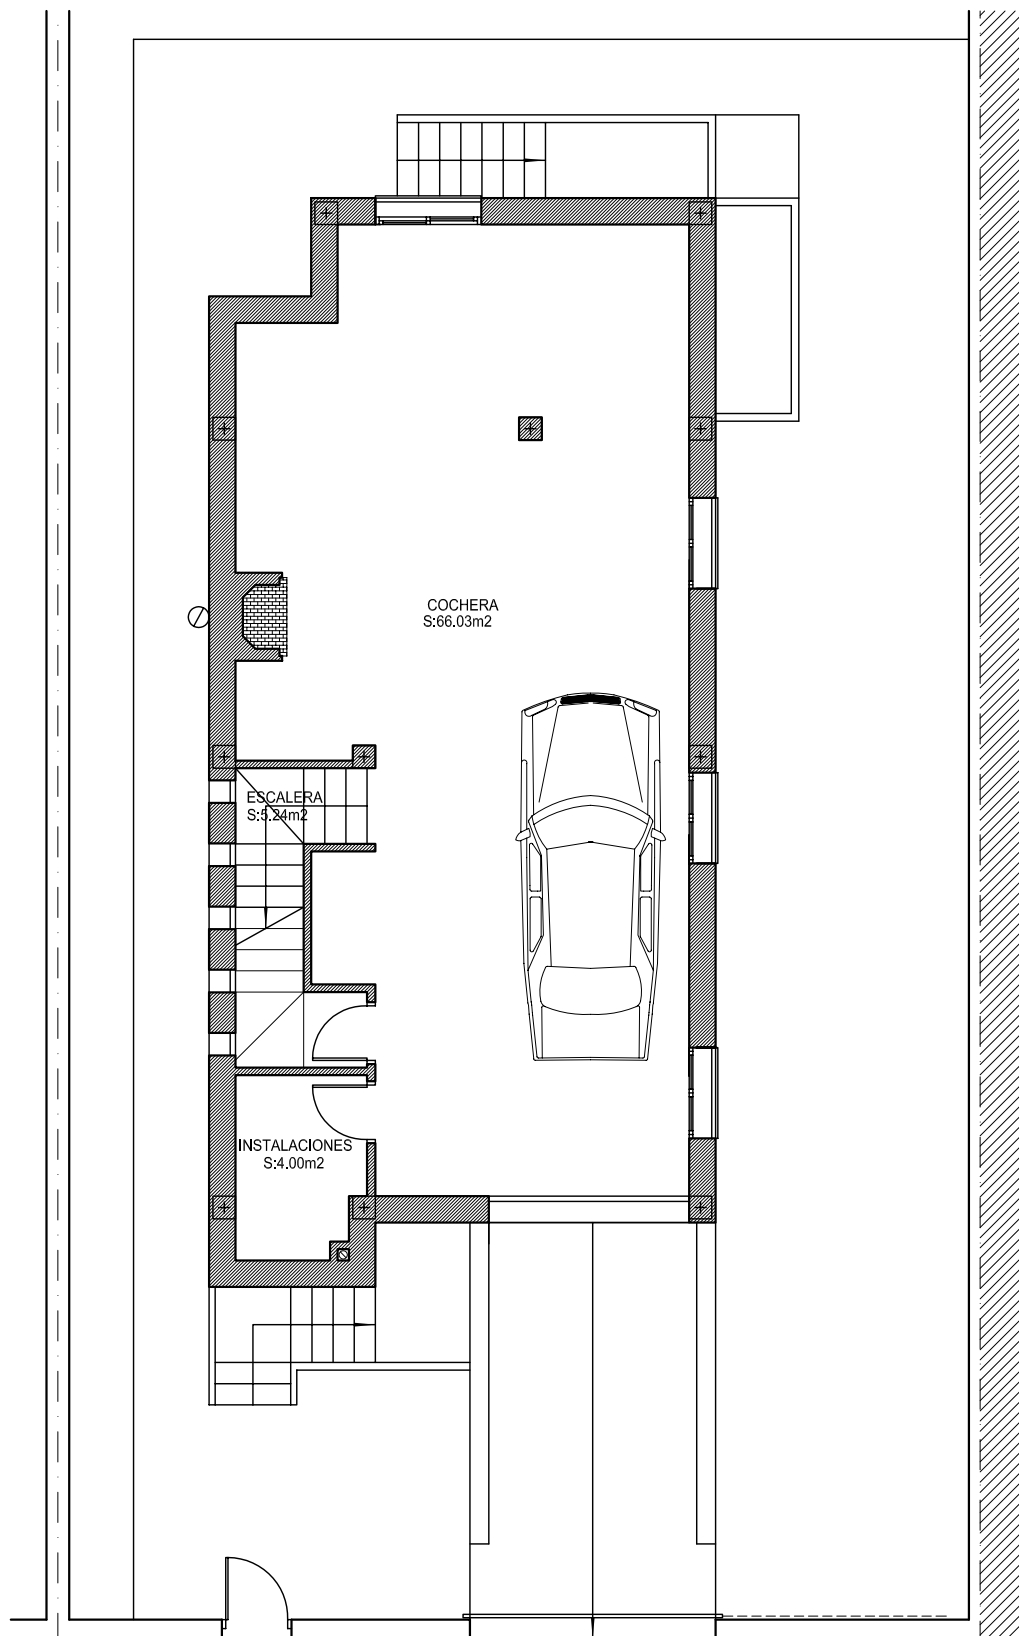 COCHERA
S:66.03m2
ESCALERA
S:5.24m2
INSTALACIONES
S:4.00m2